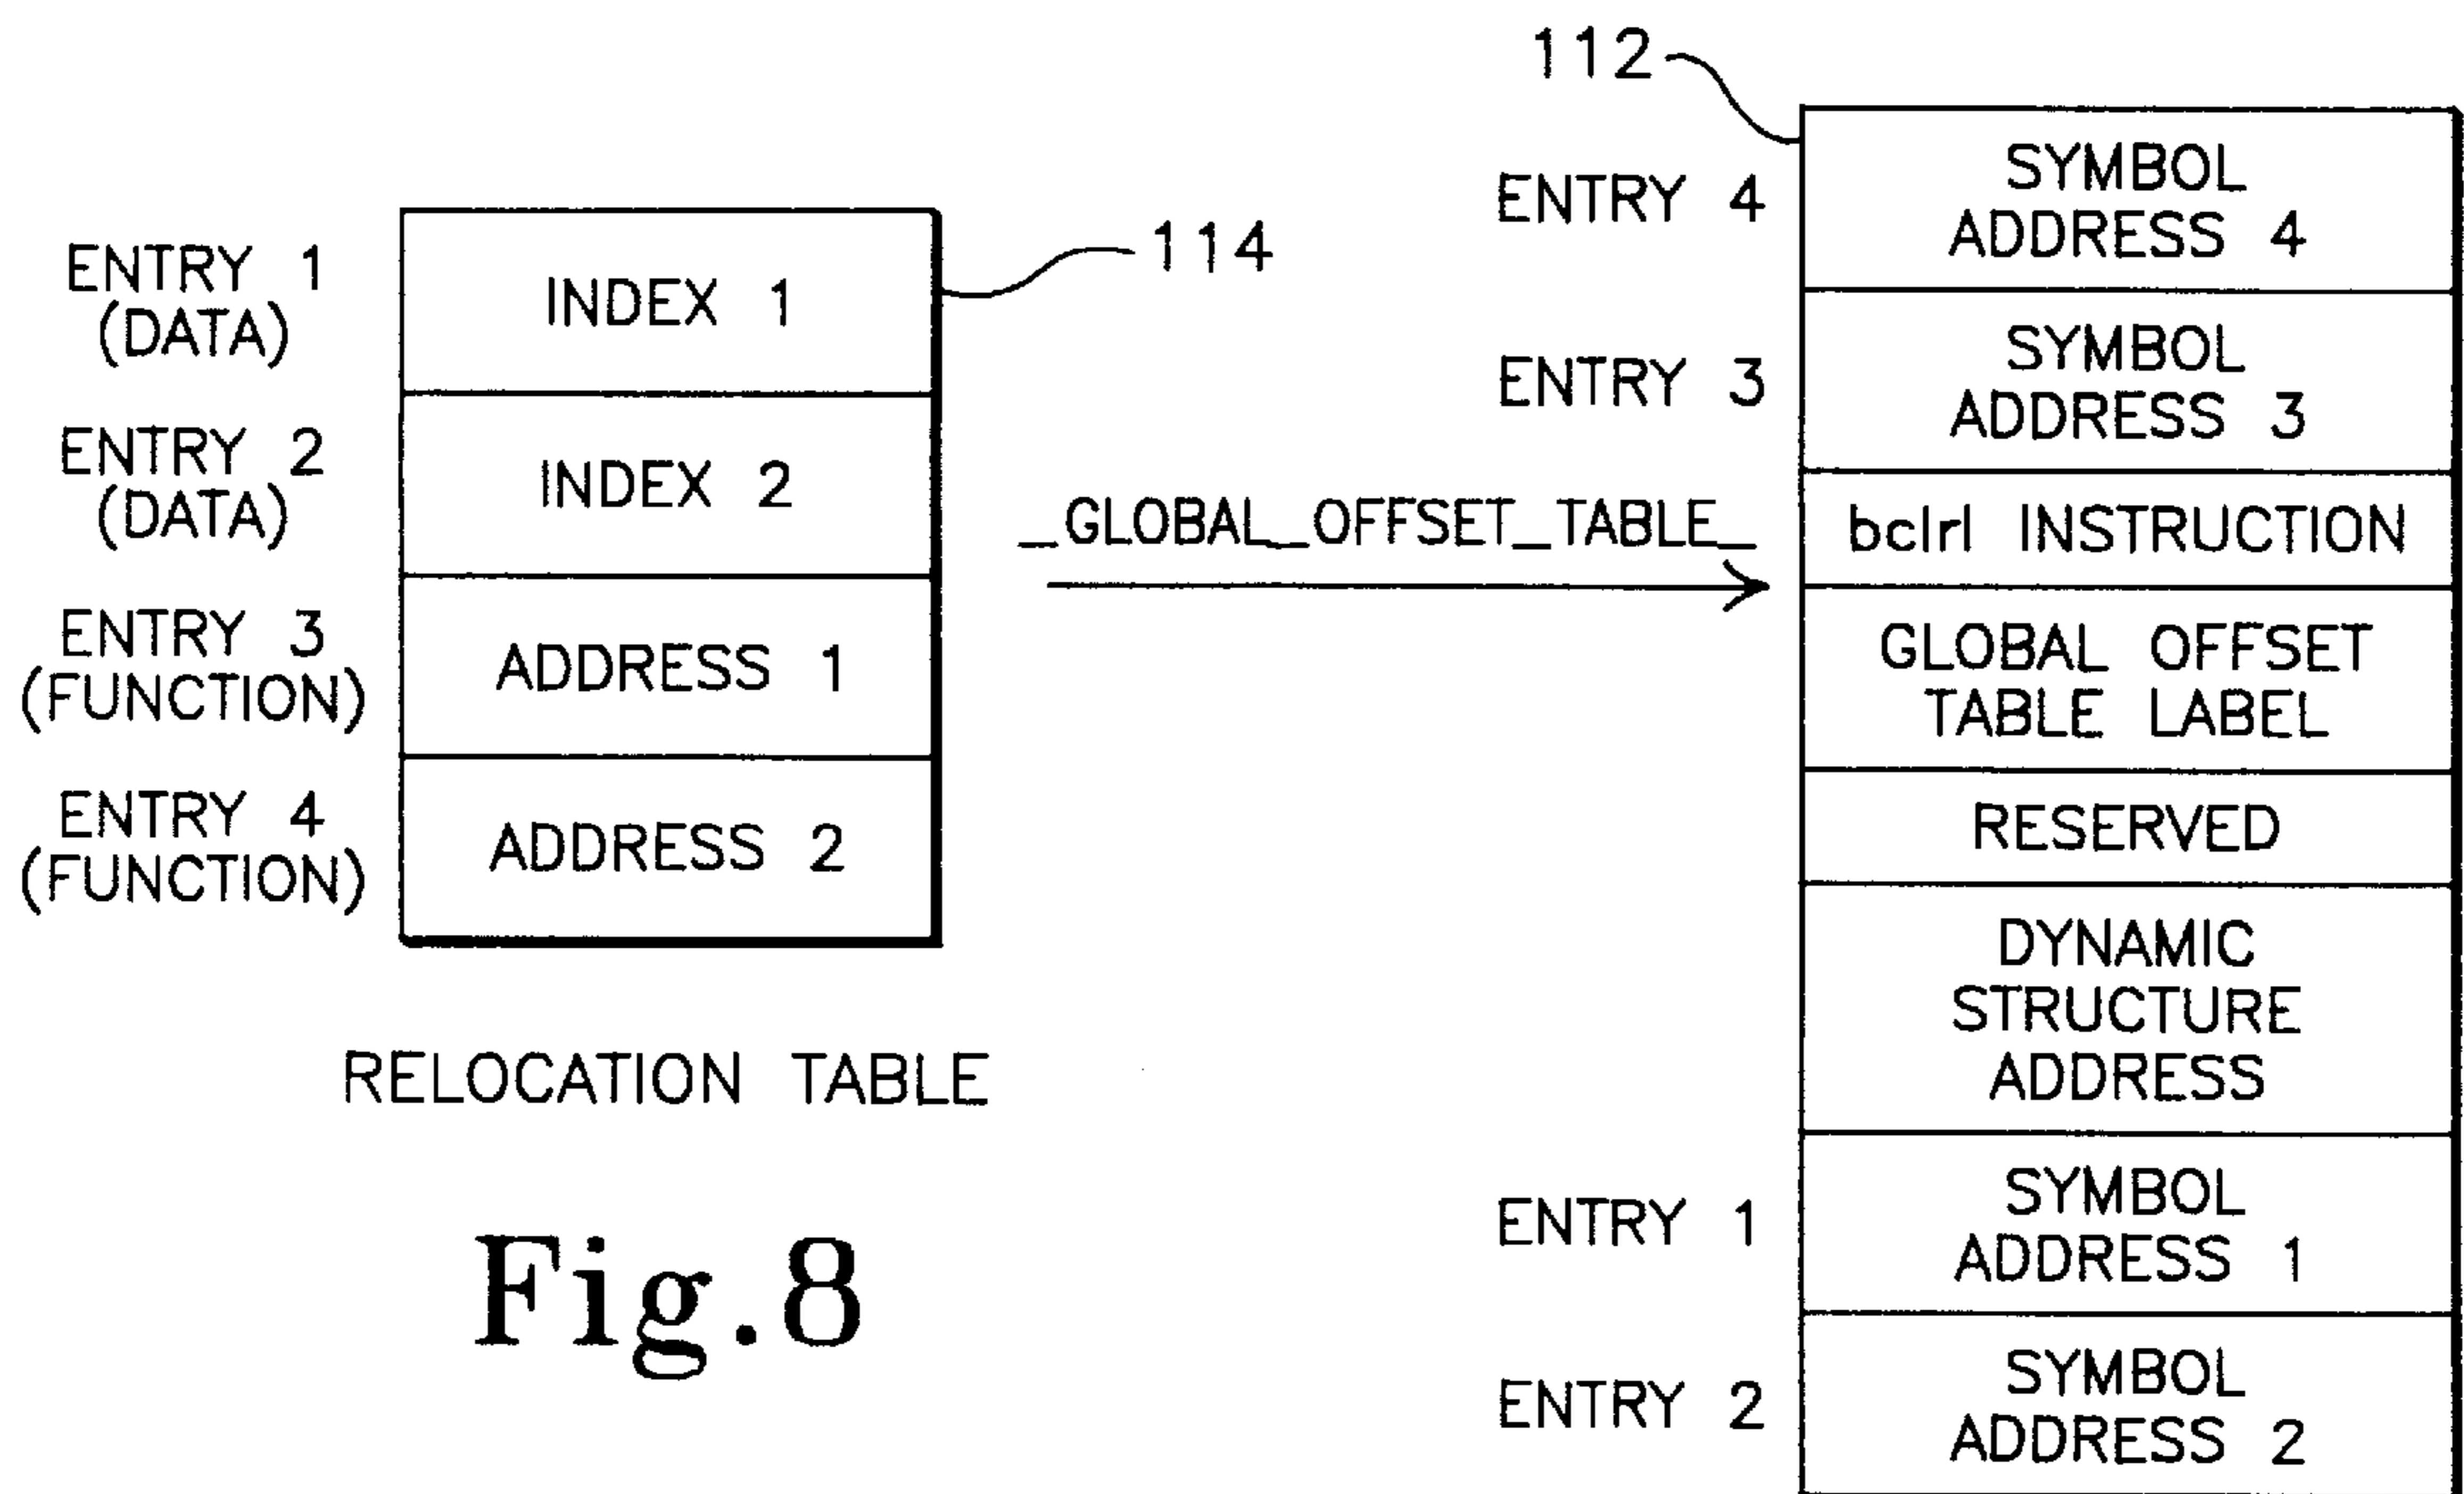 ENTRY 1
(DATA)
INDEX 1
114
ENTRY 2
(DATA)
INDEX 2
ENTRY 3
(FUNCTION)
ADDRESS 1
ENTRY 4
(FUNCTION)
ADDRESS 2
RELOCATION TABLE
Fig.8
112
ENTRY 4
SYMBOL
ADDRESS 4
ENTRY 3
SYMBOL
ADDRESS 3
_GLOBAL_OFFSET_TABLE_
bclrl INSTRUCTION
GLOBAL OFFSET
TABLE LABEL
RESERVED
DYNAMIC
STRUCTURE
ADDRESS
ENTRY 1
SYMBOL
ADDRESS 1
ENTRY 2
SYMBOL
ADDRESS 2